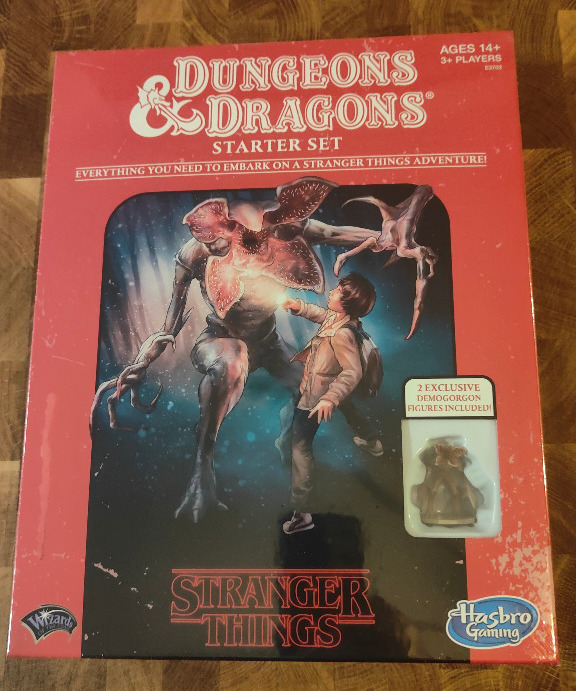 DUNGEONS
& DRAGONS®
STARTER SET
EVERYTHING YOU NEED TO EMBARK ON A STRANGER THINGS ADVENTURE!
AGES 14+
3+ PLAYERS
E3702
2 EXCLUSIVE
DEMOGORGON
FIGURES INCLUDED!
STRANGER
THINGS
Wizards
Hasbro
Gaming